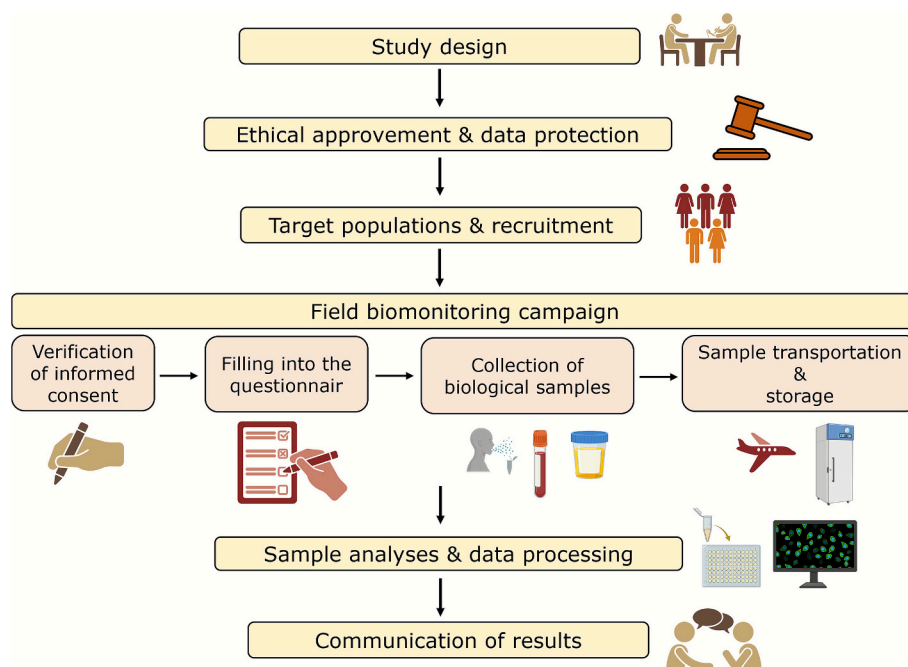 Study design
Ethical approvement & data protection
Target populations & recruitment
Field biomonitoring campaign
Verification
of informed
consent
Filling into the
questionnair
Collection of
biological samples
Sample transportation
&
storage
Sample analyses & data processing
Communication of results